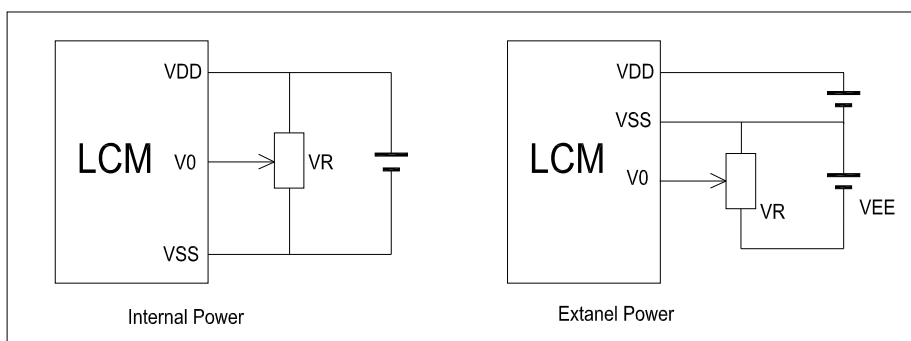 VDD
LCM
V0
VR
VSS
Internal Power
VDD
VSS
LCM
V0
VR
VEE
Extanel Power